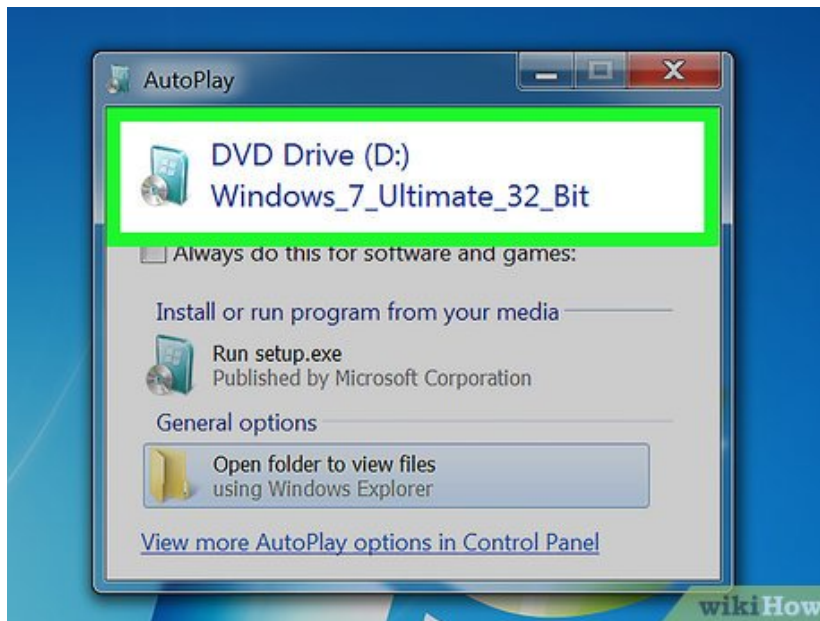 AutoPlay
DVD Drive (D:)
Windows_7_Ultimate_32_Bit
Always do this for software and games:
Install or run program from your media
Run setup.exe
Published by Microsoft Corporation
General options
Open folder to view files
using Windows Explorer
View more AutoPlay options in Control Panel
wikiHow